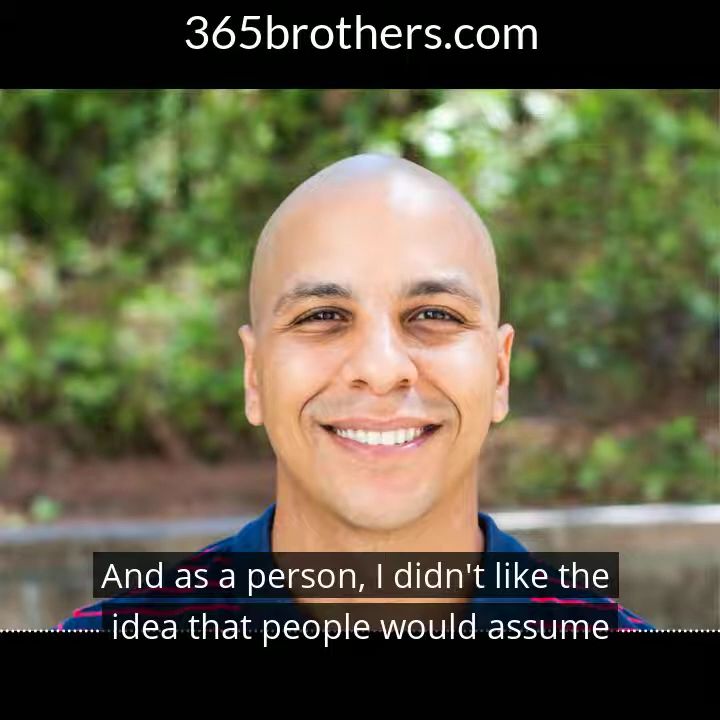 365brothers.com
And as a person, I didn't like the
idea that people would assume